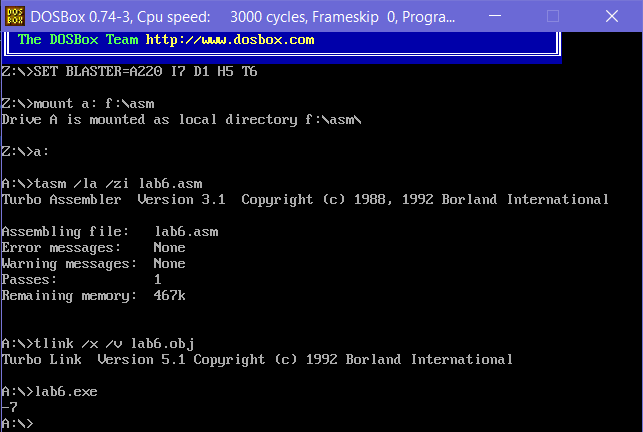 DOS
BOX
DOSBox 0.74-3, Cpu speed: 3000 cycles, Frameskip 0, Progra...
The DOSBox Team http://www.dosbox.com
Z:\>SET BLASTER=A220 I7 D1 H5 T6
Z:\>mount a: f:\asm
Drive A is mounted as local directory f:\asm\
Z:\>a:
A:\>tasm /la /zi lab6.asm
Turbo Assembler Version 3.1 Copyright (c) 1988, 1992 Borland International
Assembling file: lab6.asm
Error messages: None
Warning messages: None
Passes: 1
Remaining memory: 467k
A:\>tlink /x /v lab6.obj
Turbo Link Version 5.1 Copyright (c) 1992 Borland International
A:\>lab6.exe
-7
A:\>